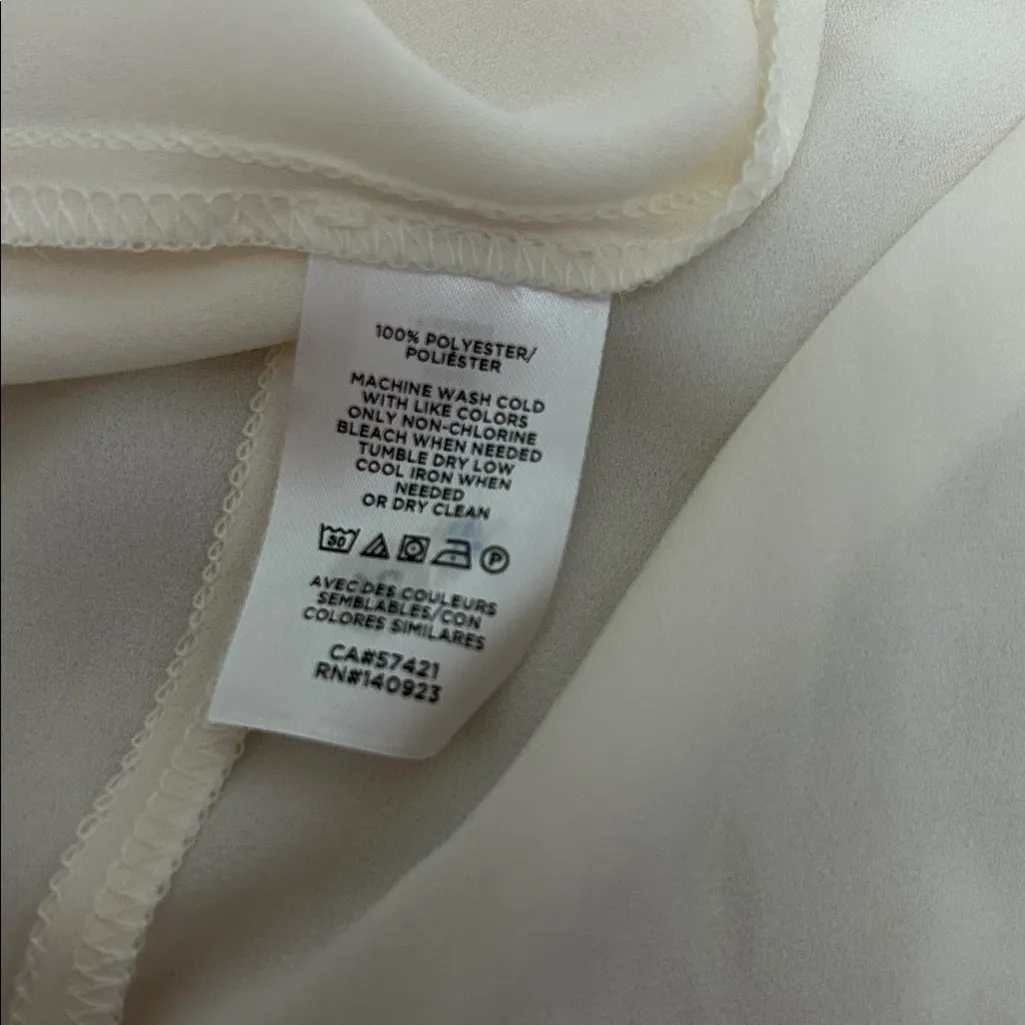 100% POLYESTER/
POLIÉSTER
MACHINE WASH COLD
WITH LIKE COLORS
ONLY NON-CHLORINE
BLEACH WHEN NEEDED
TUMBLE DRY LOW
COOL IRON WHEN
NEEDED
OR DRY CLEAN
30 P
AVEC DES COULEURS
SEMBLABLES/CON
COLORES SIMILARES
CA#57421
RN#140923